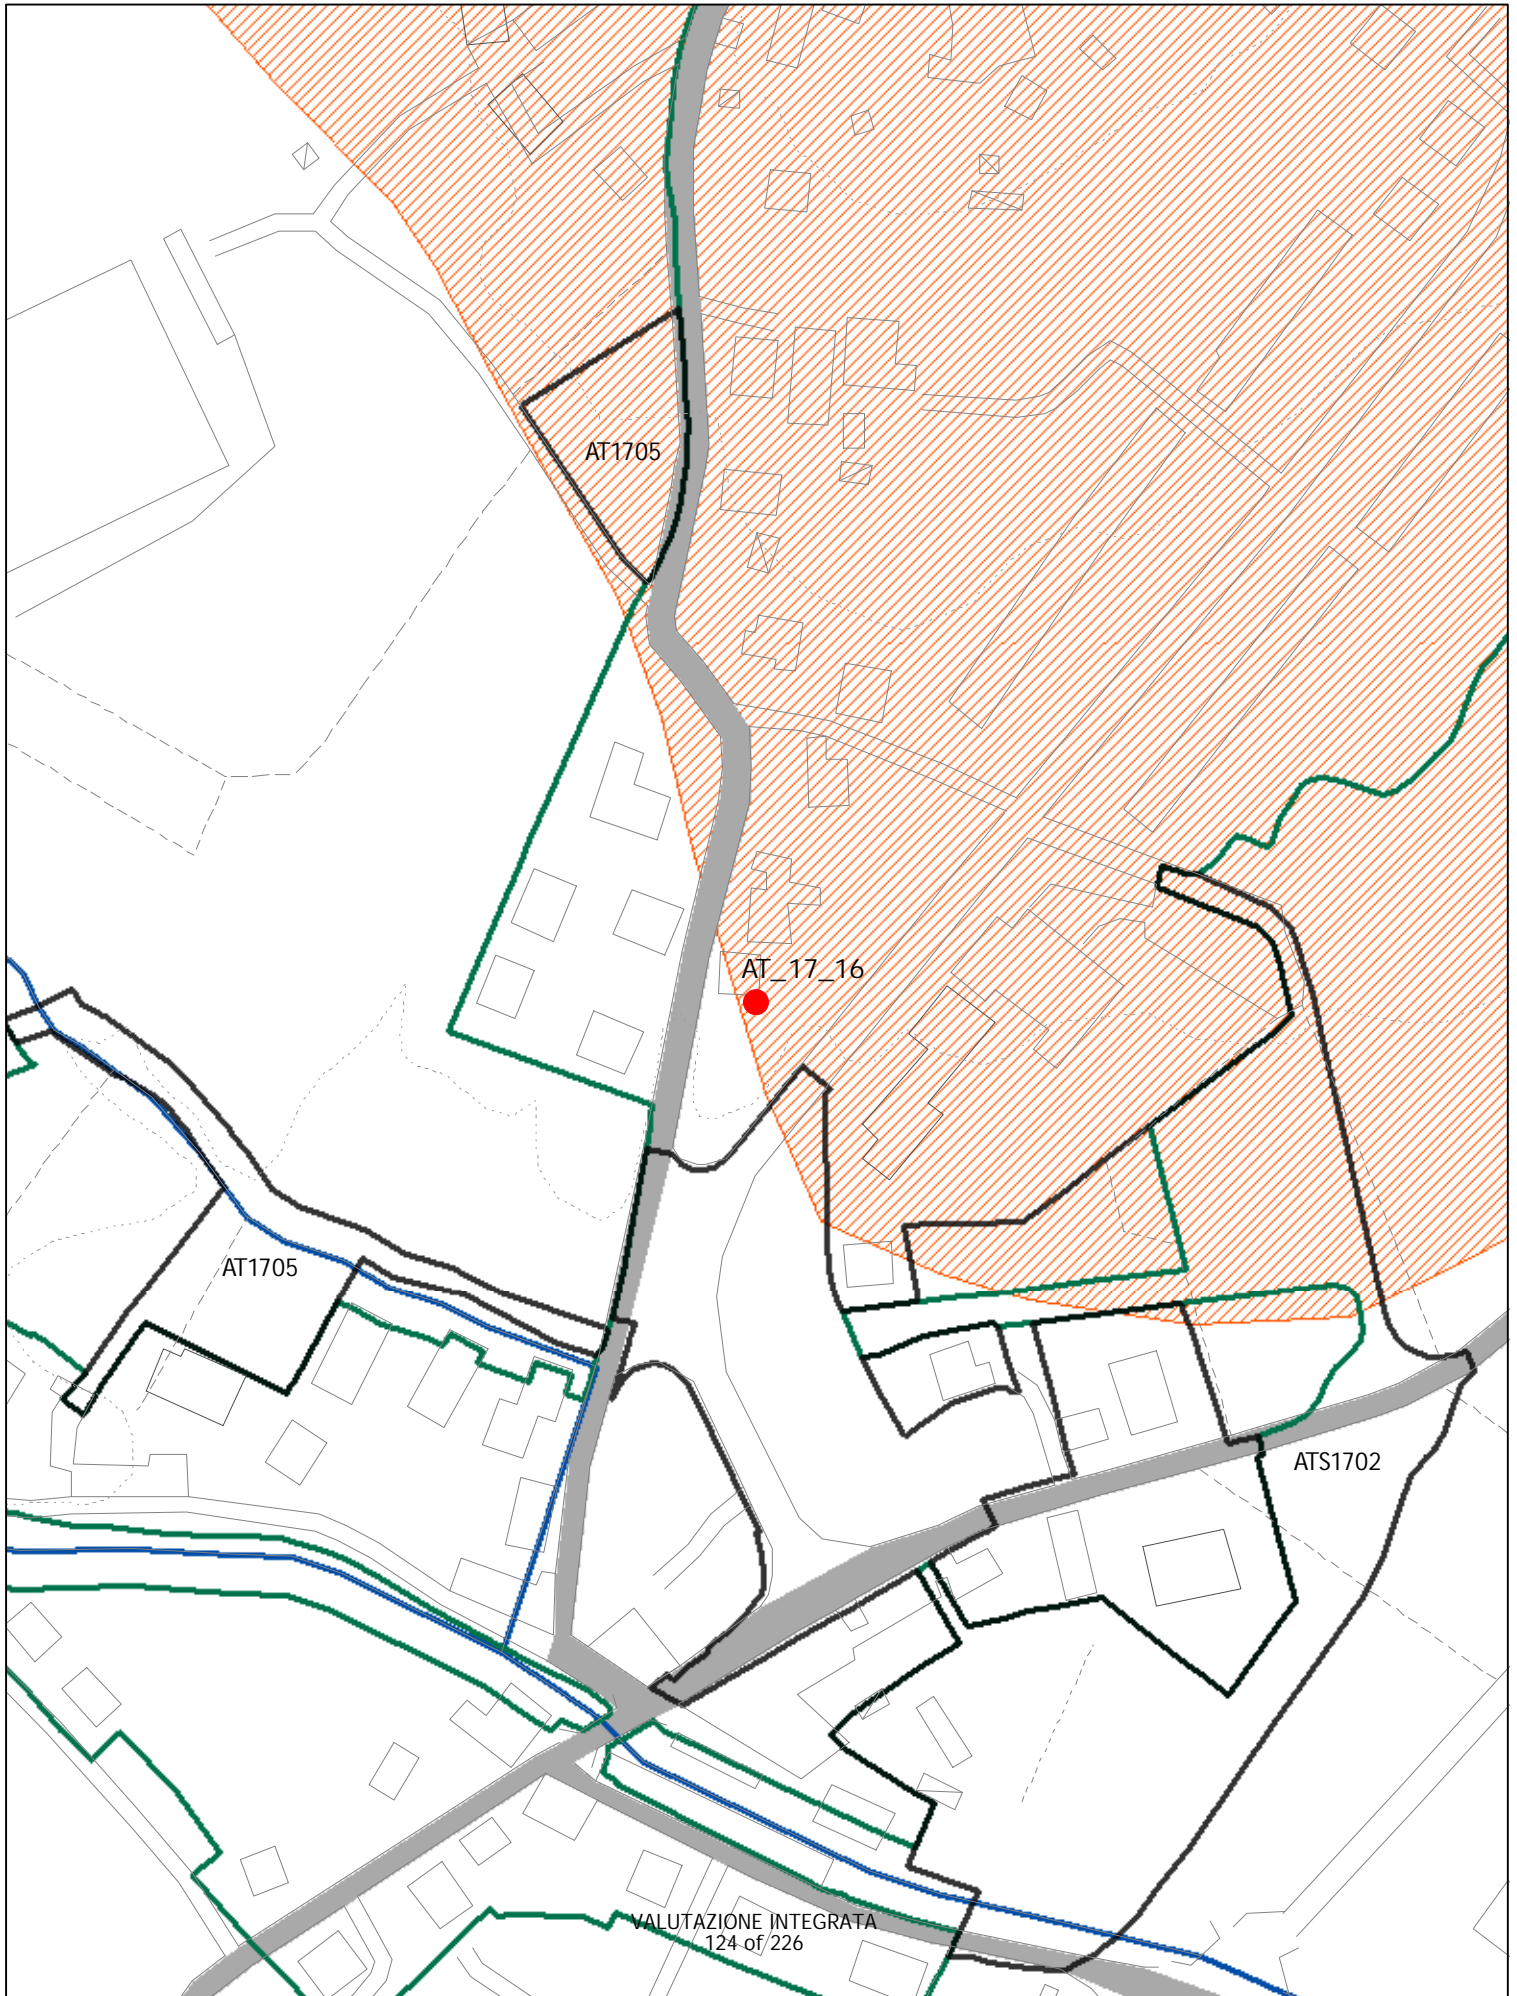 AT1705
AT_17_16
AT1705
ATS1702
VALUTAZIONE INTEGRATA
124 of 226